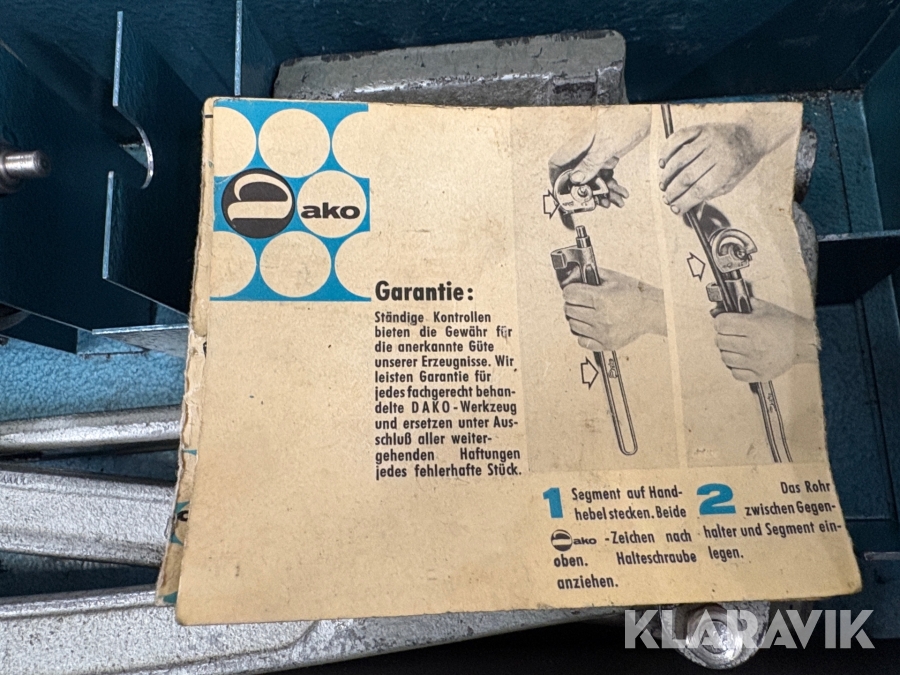 Dako
Garantie:
Ständige Kontrollen
bieten die Gewähr für
die anerkannte Güte
unserer Erzeugnisse. Wir
leisten Garantie für
jedes fachgerecht behan-
delte DAKO-Werkzeug
und ersetzen unter Aus-
schluß aller weiter-
gehenden Haftungen
jedes fehlerhafte Stück.
1 Segment auf Hand-
hebel stecken. Beide
Dako -Zeichen nach
oben. Halteschraube
anziehen.
2 Das Rohr
zwischen Gegen-
halter und Segment ein-
legen.
KLARAVIK